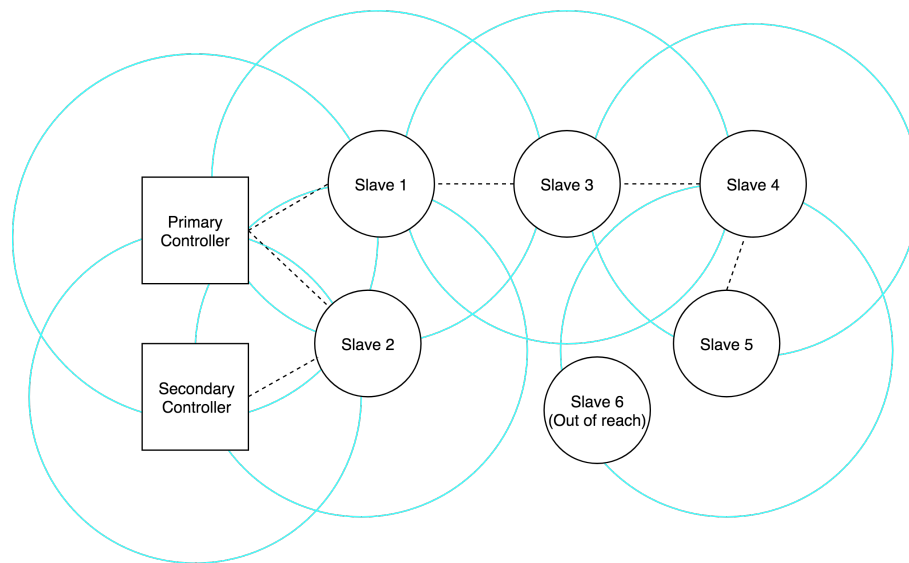 Slave 1
Slave 3
Slave 4
Primary
Controller
Slave 2
Slave 5
Secondary
Controller
Slave 6
(Out of reach)